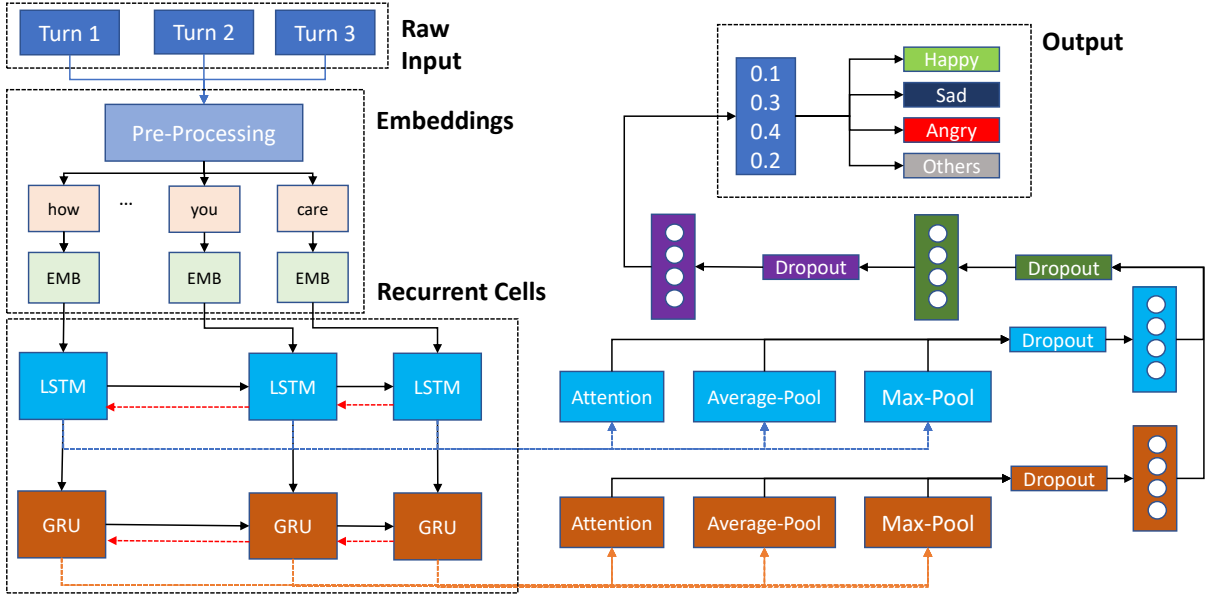 Turn 1
Turn 2
Turn 3
Raw
Input
Pre-Processing
Embeddings
how
...
you
care
EMB
EMB
EMB
Recurrent Cells
LSTM
LSTM
LSTM
GRU
GRU
GRU
Attention
Average-Pool
Max-Pool
Dropout
Attention
Average-Pool
Max-Pool
Dropout
Dropout
Dropout
Output
0.1
0.3
0.4
0.2
Happy
Sad
Angry
Others